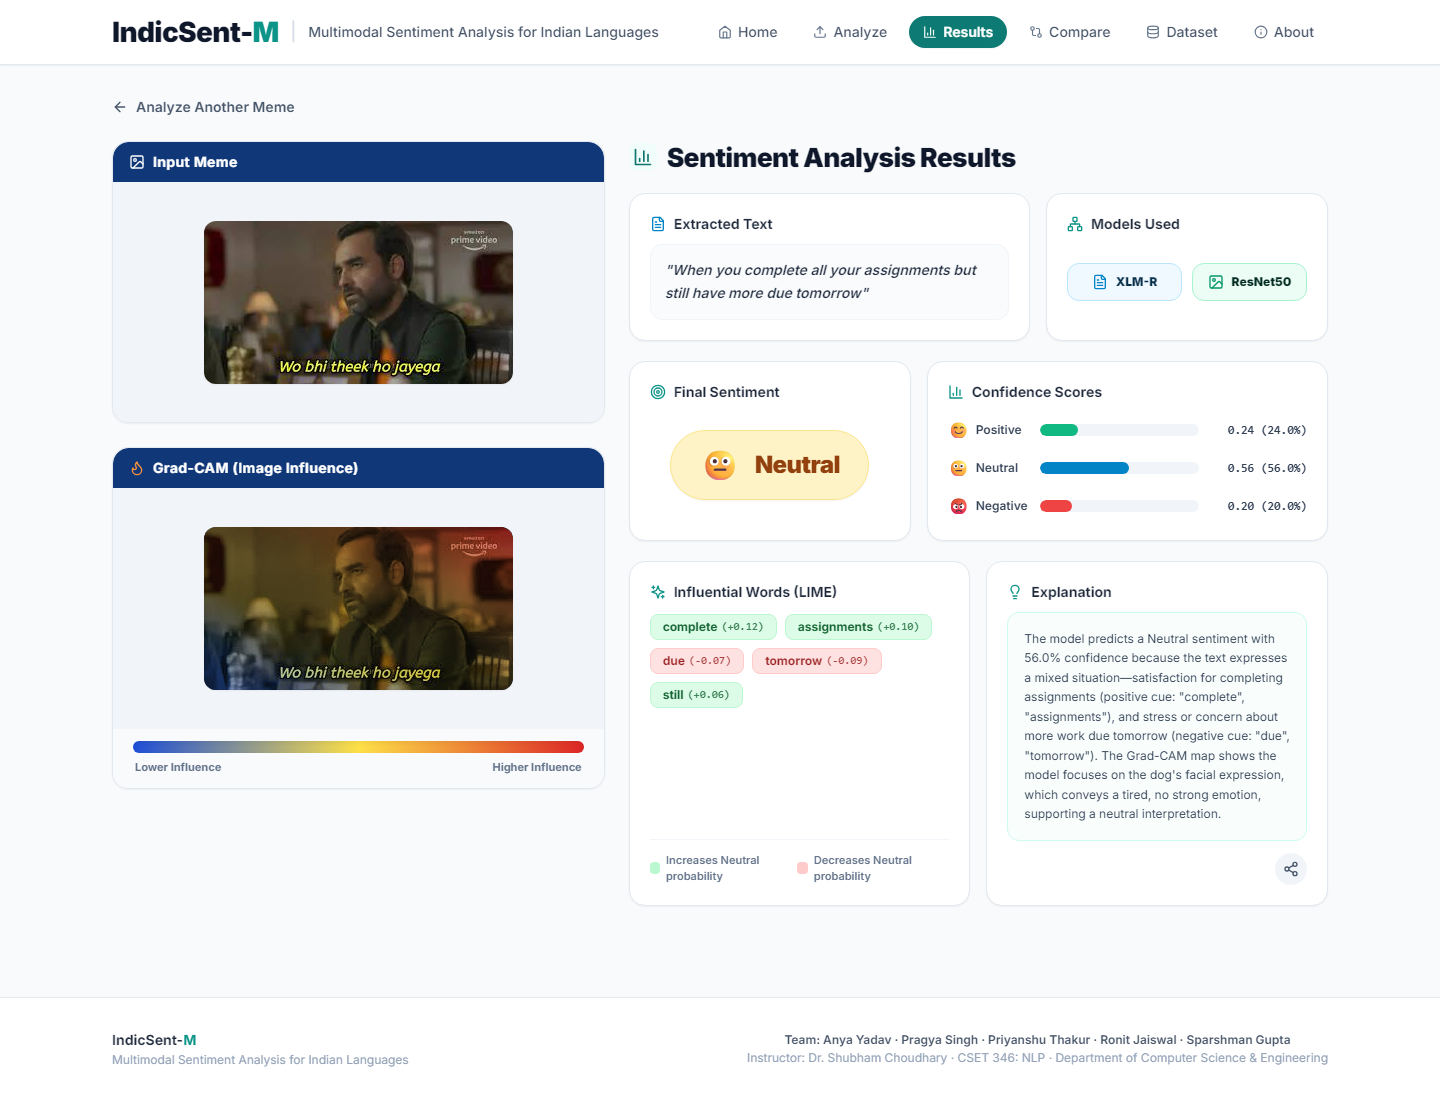 IndicSent-M
Multimodal Sentiment Analysis for Indian Languages
Home
Analyze
Results
Compare
Dataset
About
Analyze Another Meme
Input Meme
amazon
prime video
Wo bhi theek ho jayega
Grad-CAM (Image Influence)
amazon
prime video
Wo bhi theek ho jayega
Lower Influence
Higher Influence
Sentiment Analysis Results
Extracted Text
"When you complete all your assignments but
still have more due tomorrow"
Models Used
XLM-R
ResNet50
Final Sentiment
Neutral
Confidence Scores
Positive 0.24 (24.0%)
Neutral 0.56 (56.0%)
Negative 0.20 (20.0%)
Influential Words (LIME)
complete (+0.12) assignments (+0.10)
due (-0.07) tomorrow (-0.09)
still (+0.06)
Increases Neutral
probability
Decreases Neutral
probability
Explanation
The model predicts a Neutral sentiment with
56.0% confidence because the text expresses
a mixed situation—satisfaction for completing
assignments (positive cue: "complete",
"assignments"), and stress or concern about
more work due tomorrow (negative cue: "due",
"tomorrow"). The Grad-CAM map shows the
model focuses on the dog's facial expression,
which conveys a tired, no strong emotion,
supporting a neutral interpretation.
IndicSent-M
Multimodal Sentiment Analysis for Indian Languages
Team: Anya Yadav · Pragya Singh · Priyanshu Thakur · Ronit Jaiswal · Sparshman Gupta
Instructor: Dr. Shubham Choudhary · CSET 346: NLP · Department of Computer Science & Engineering